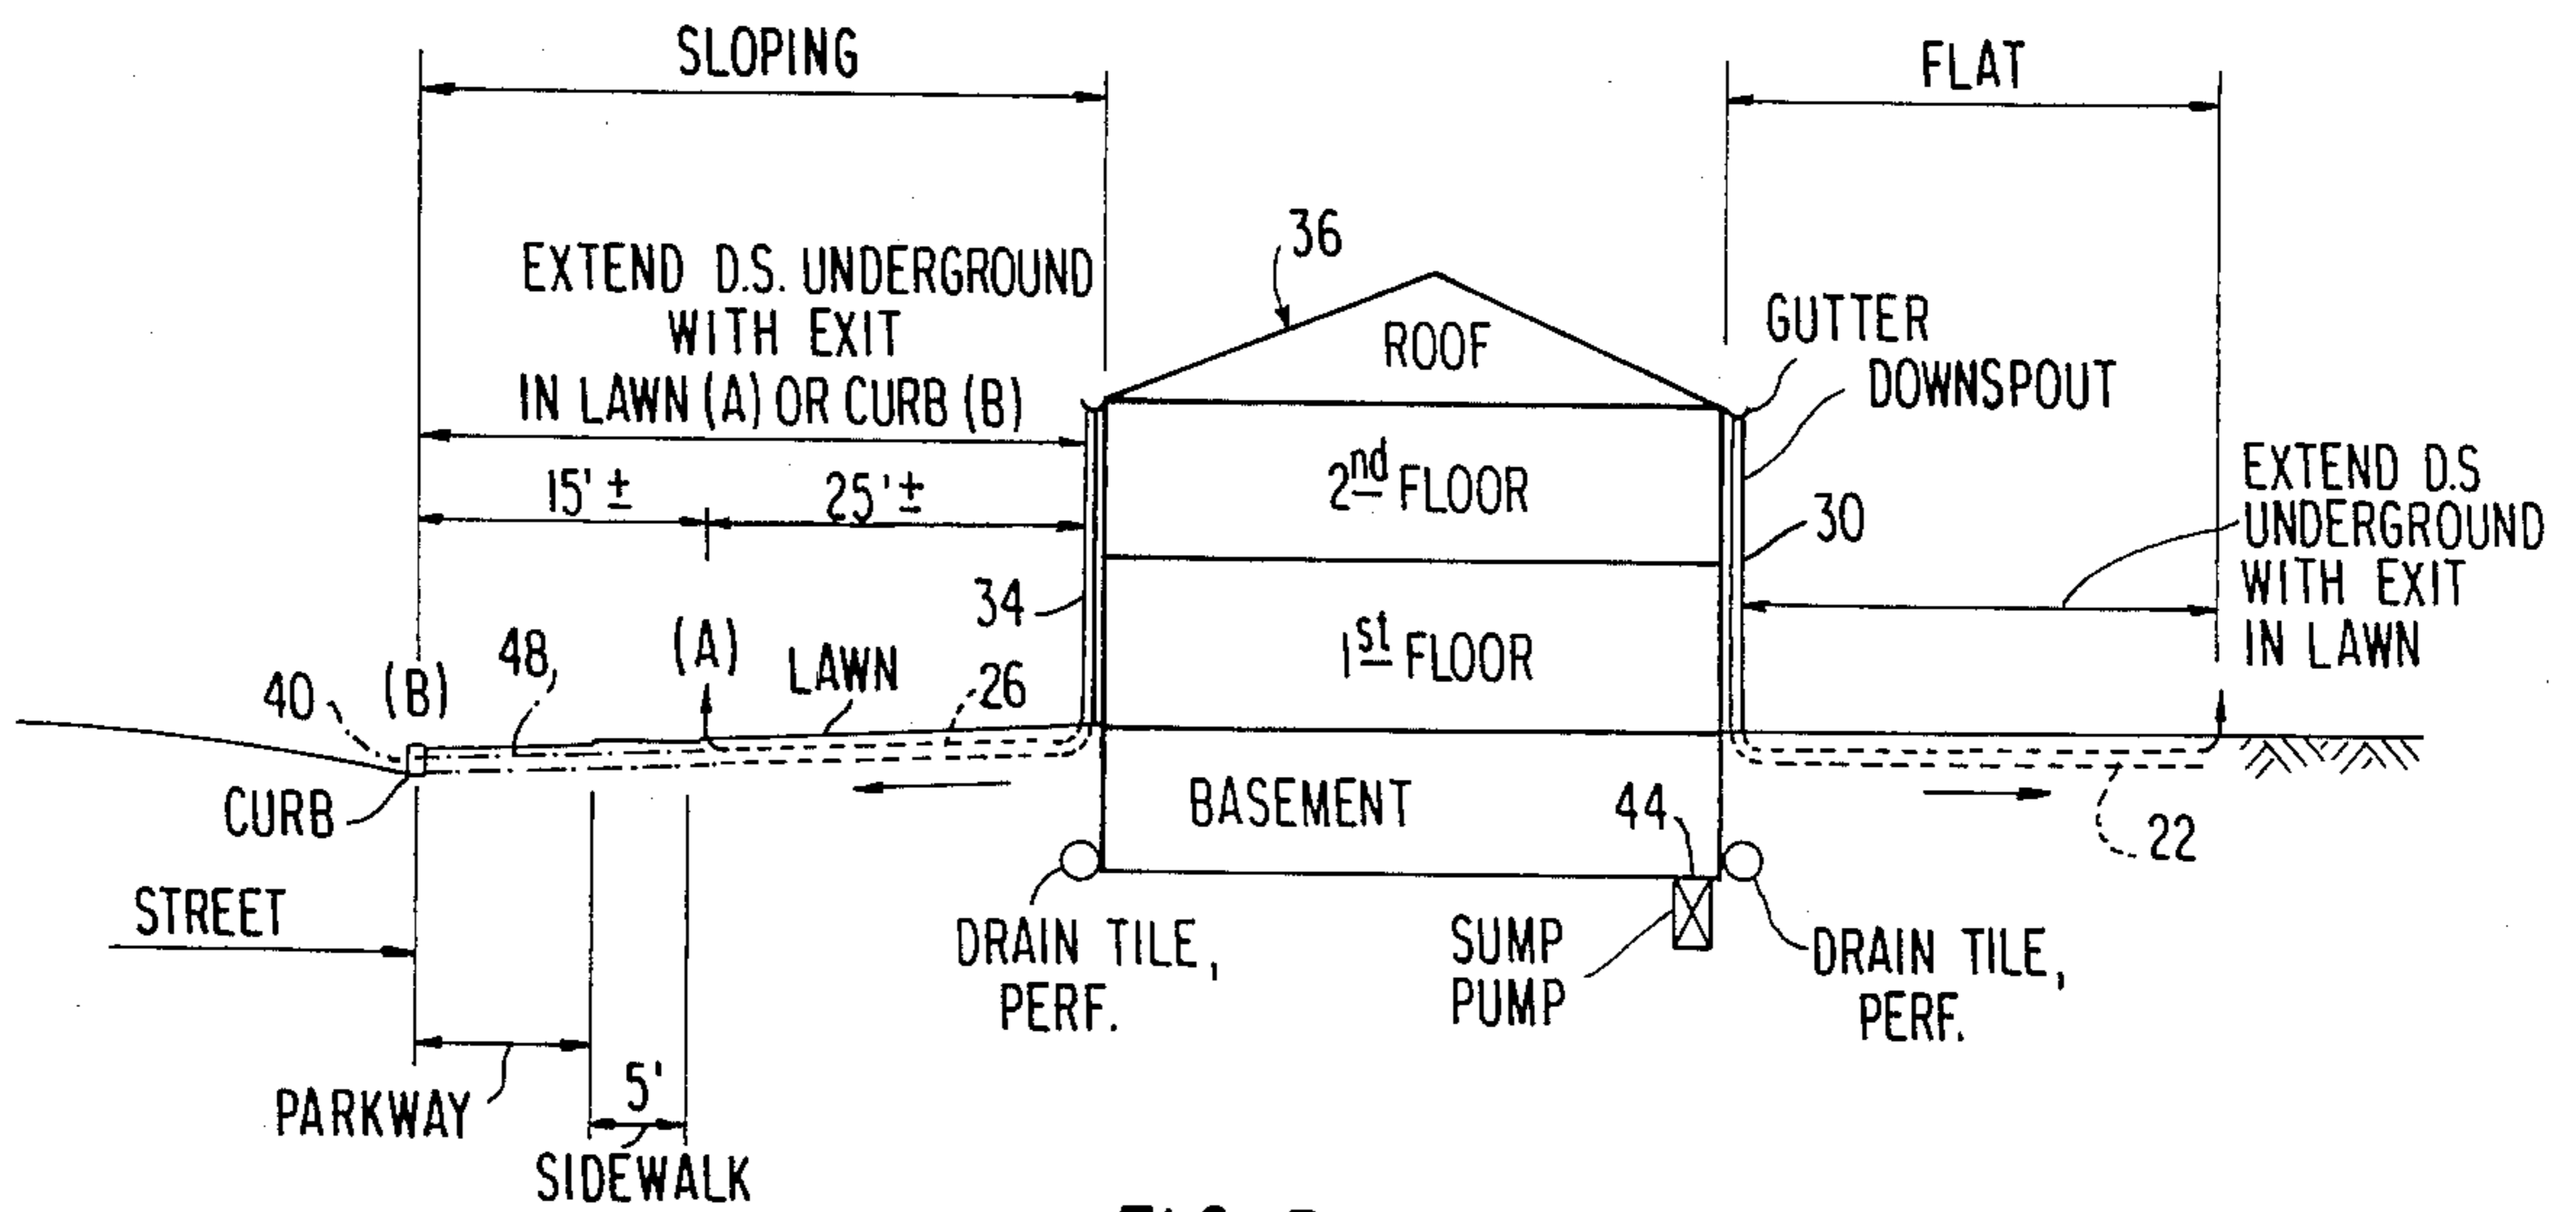 SLOPING
FLAT
EXTEND D.S. UNDERGROUND
WITH EXIT
IN LAWN (A) OR CURB (B)
15' ±
25' ±
36
ROOF
GUTTER
DOWNSPOUT
2nd FLOOR
30
EXTEND D.S
UNDERGROUND
WITH EXIT
IN LAWN
34
1st FLOOR
40
(B)
48
(A)
LAWN
26
CURB
BASEMENT
44
22
STREET
DRAIN TILE,
PERF.
SUMP
PUMP
DRAIN TILE,
PERF.
PARKWAY
5'
SIDEWALK